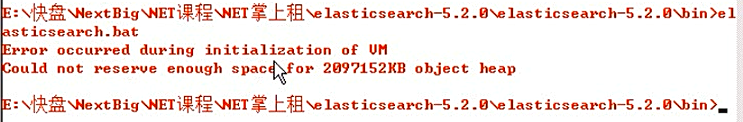 E:\快盘\NextBig\NET课程\NET掌上租\elasticsearch-5.2.0\elasticsearch-5.2.0\bin>el
asticsearch.bat
Error occurred during initialization of VM
Could not reserve enough space for 2097152KB object heap
E:\快盘\NextBig\NET课程\NET掌上租\elasticsearch-5.2.0\elasticsearch-5.2.0\bin>